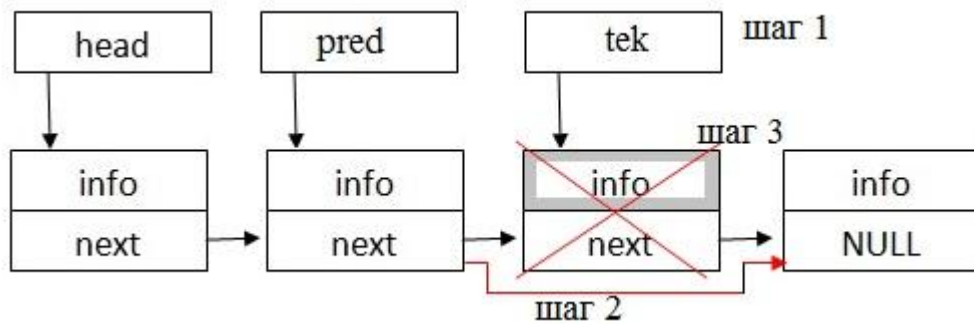 head pred tek шаг 1
шаг 3
info info info info
next next next NULL
шаг 2